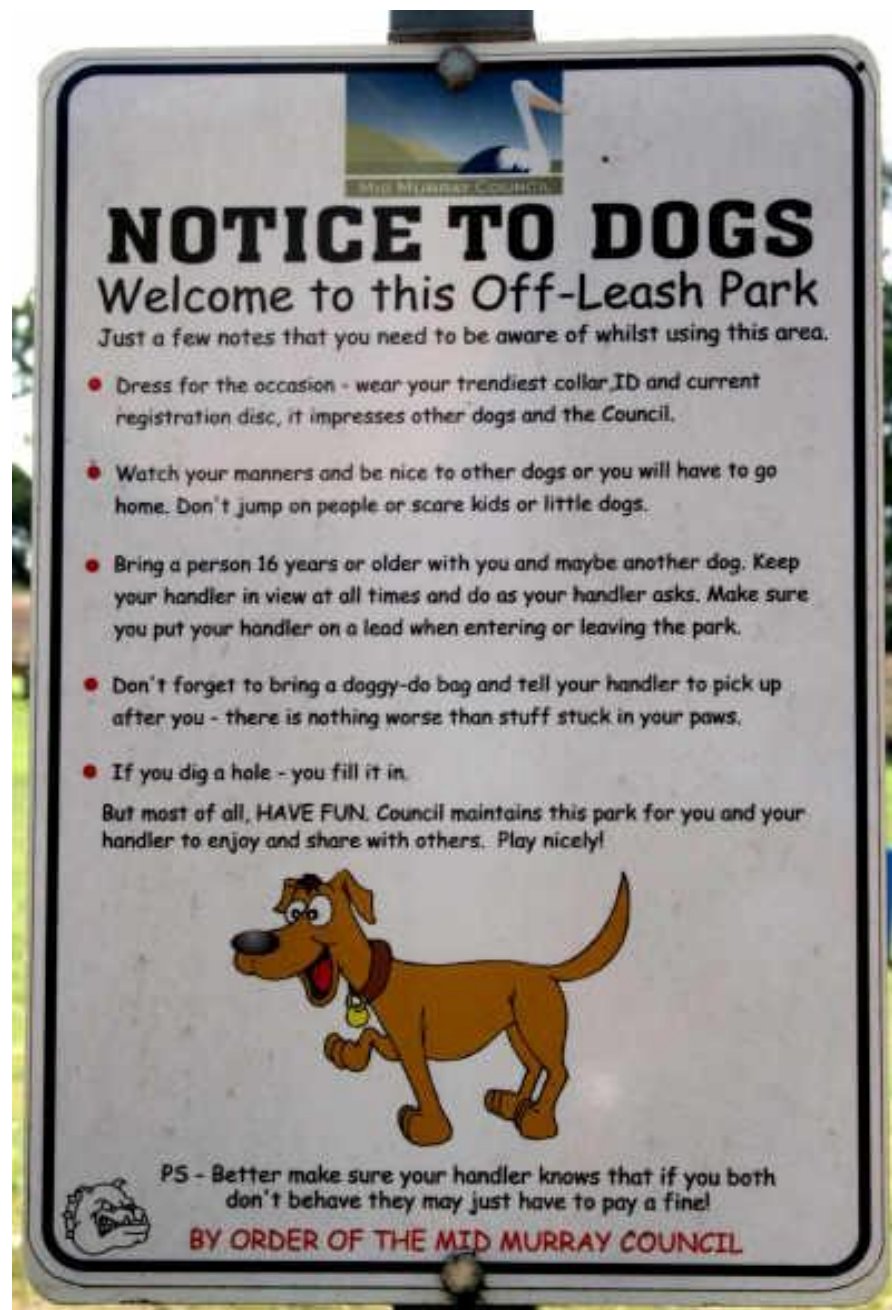 MID MURRAY COUNCIL
NOTICE TO DOGS
Welcome to this Off-Leash Park
Just a few notes that you need to be aware of whilst using this area.
Dress for the occasion - wear your trendiest collar,ID and current
registration disc, it impresses other dogs and the Council.
Watch your manners and be nice to other dogs or you will have to go
home. Don't jump on people or scare kids or little dogs.
Bring a person 16 years or older with you and maybe another dog. Keep
your handler in view at all times and do as your handler asks. Make sure
you put your handler on a lead when entering or leaving the park.
Don't forget to bring a doggy-do bag and tell your handler to pick up
after you - there is nothing worse than stuff stuck in your paws.
If you dig a hole - you fill it in.
But most of all, HAVE FUN. Council maintains this park for you and your
handler to enjoy and share with others. Play nicely!
PS - Better make sure your handler knows that if you both
don't behave they may just have to pay a fine!
BY ORDER OF THE MID MURRAY COUNCIL